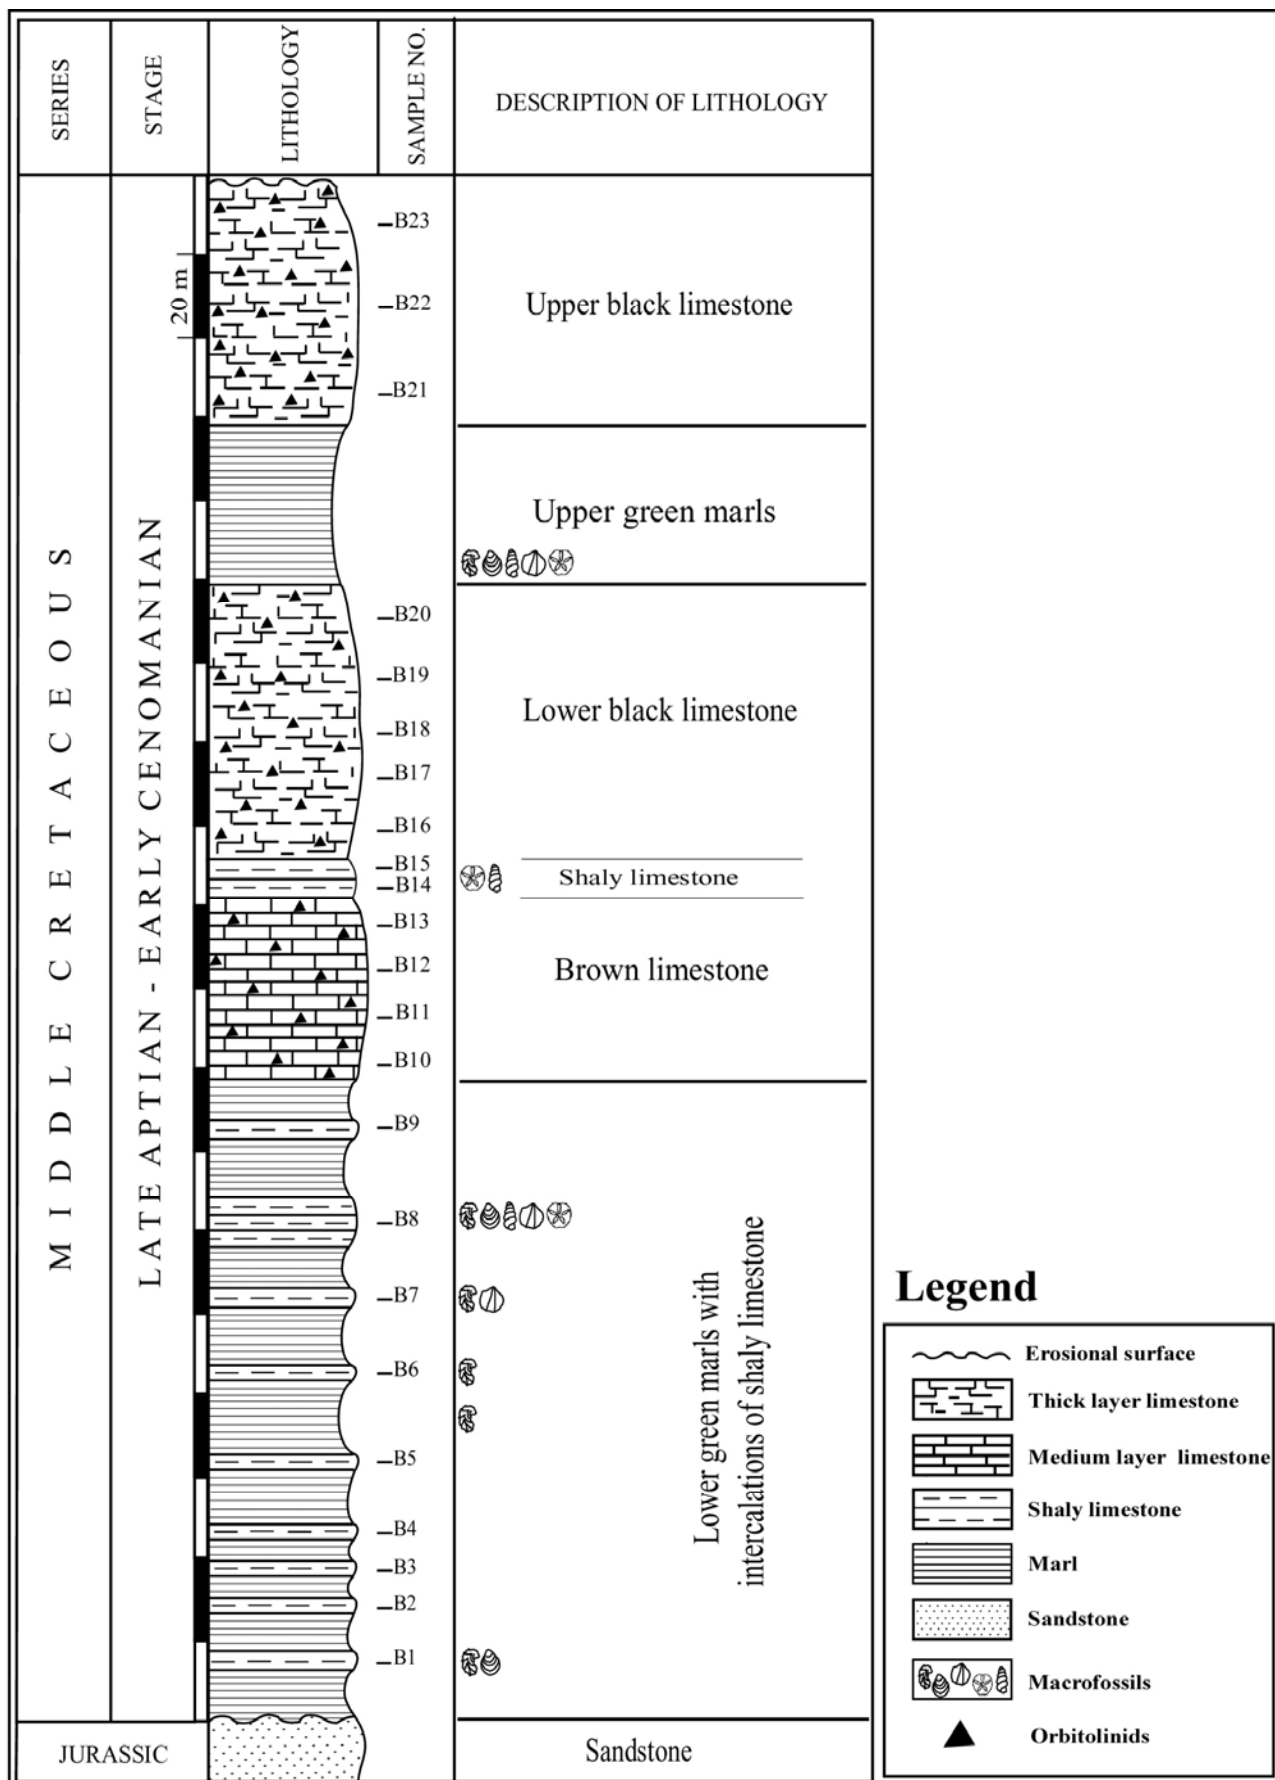 SERIES
STAGE
LITHOLOGY
SAMPLE NO.
DESCRIPTION OF LITHOLOGY
MIDDLE CRETACEOUS
LATE APTIAN - EARLY CENOMANIAN
20 m
B23
B22
B21
B20
B19
B18
B17
B16
B15
B14
B13
B12
B11
B10
B9
B8
B7
B6
B5
B4
B3
B2
B1
Upper black limestone
Upper green marls
Lower black limestone
Shaly limestone
Brown limestone
Lower green marls with
intercalations of shaly limestone
JURASSIC
Sandstone
Legend
Erosional surface
Thick layer limestone
Medium layer limestone
Shaly limestone
Marl
Sandstone
Macrofossils
Orbitolinids